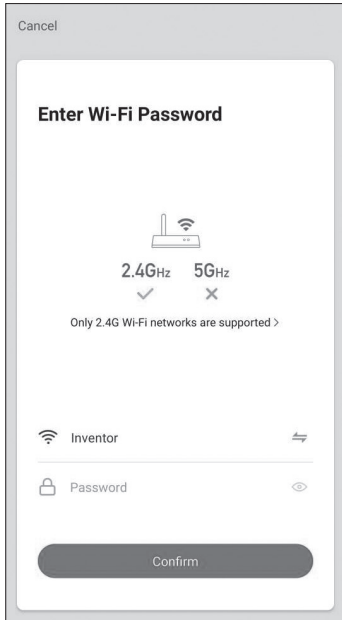 Cancel
Enter Wi-Fi Password
2.4GHz 5GHz
Only 2.4G Wi-Fi networks are supported >
Inventor
Password
Confirm